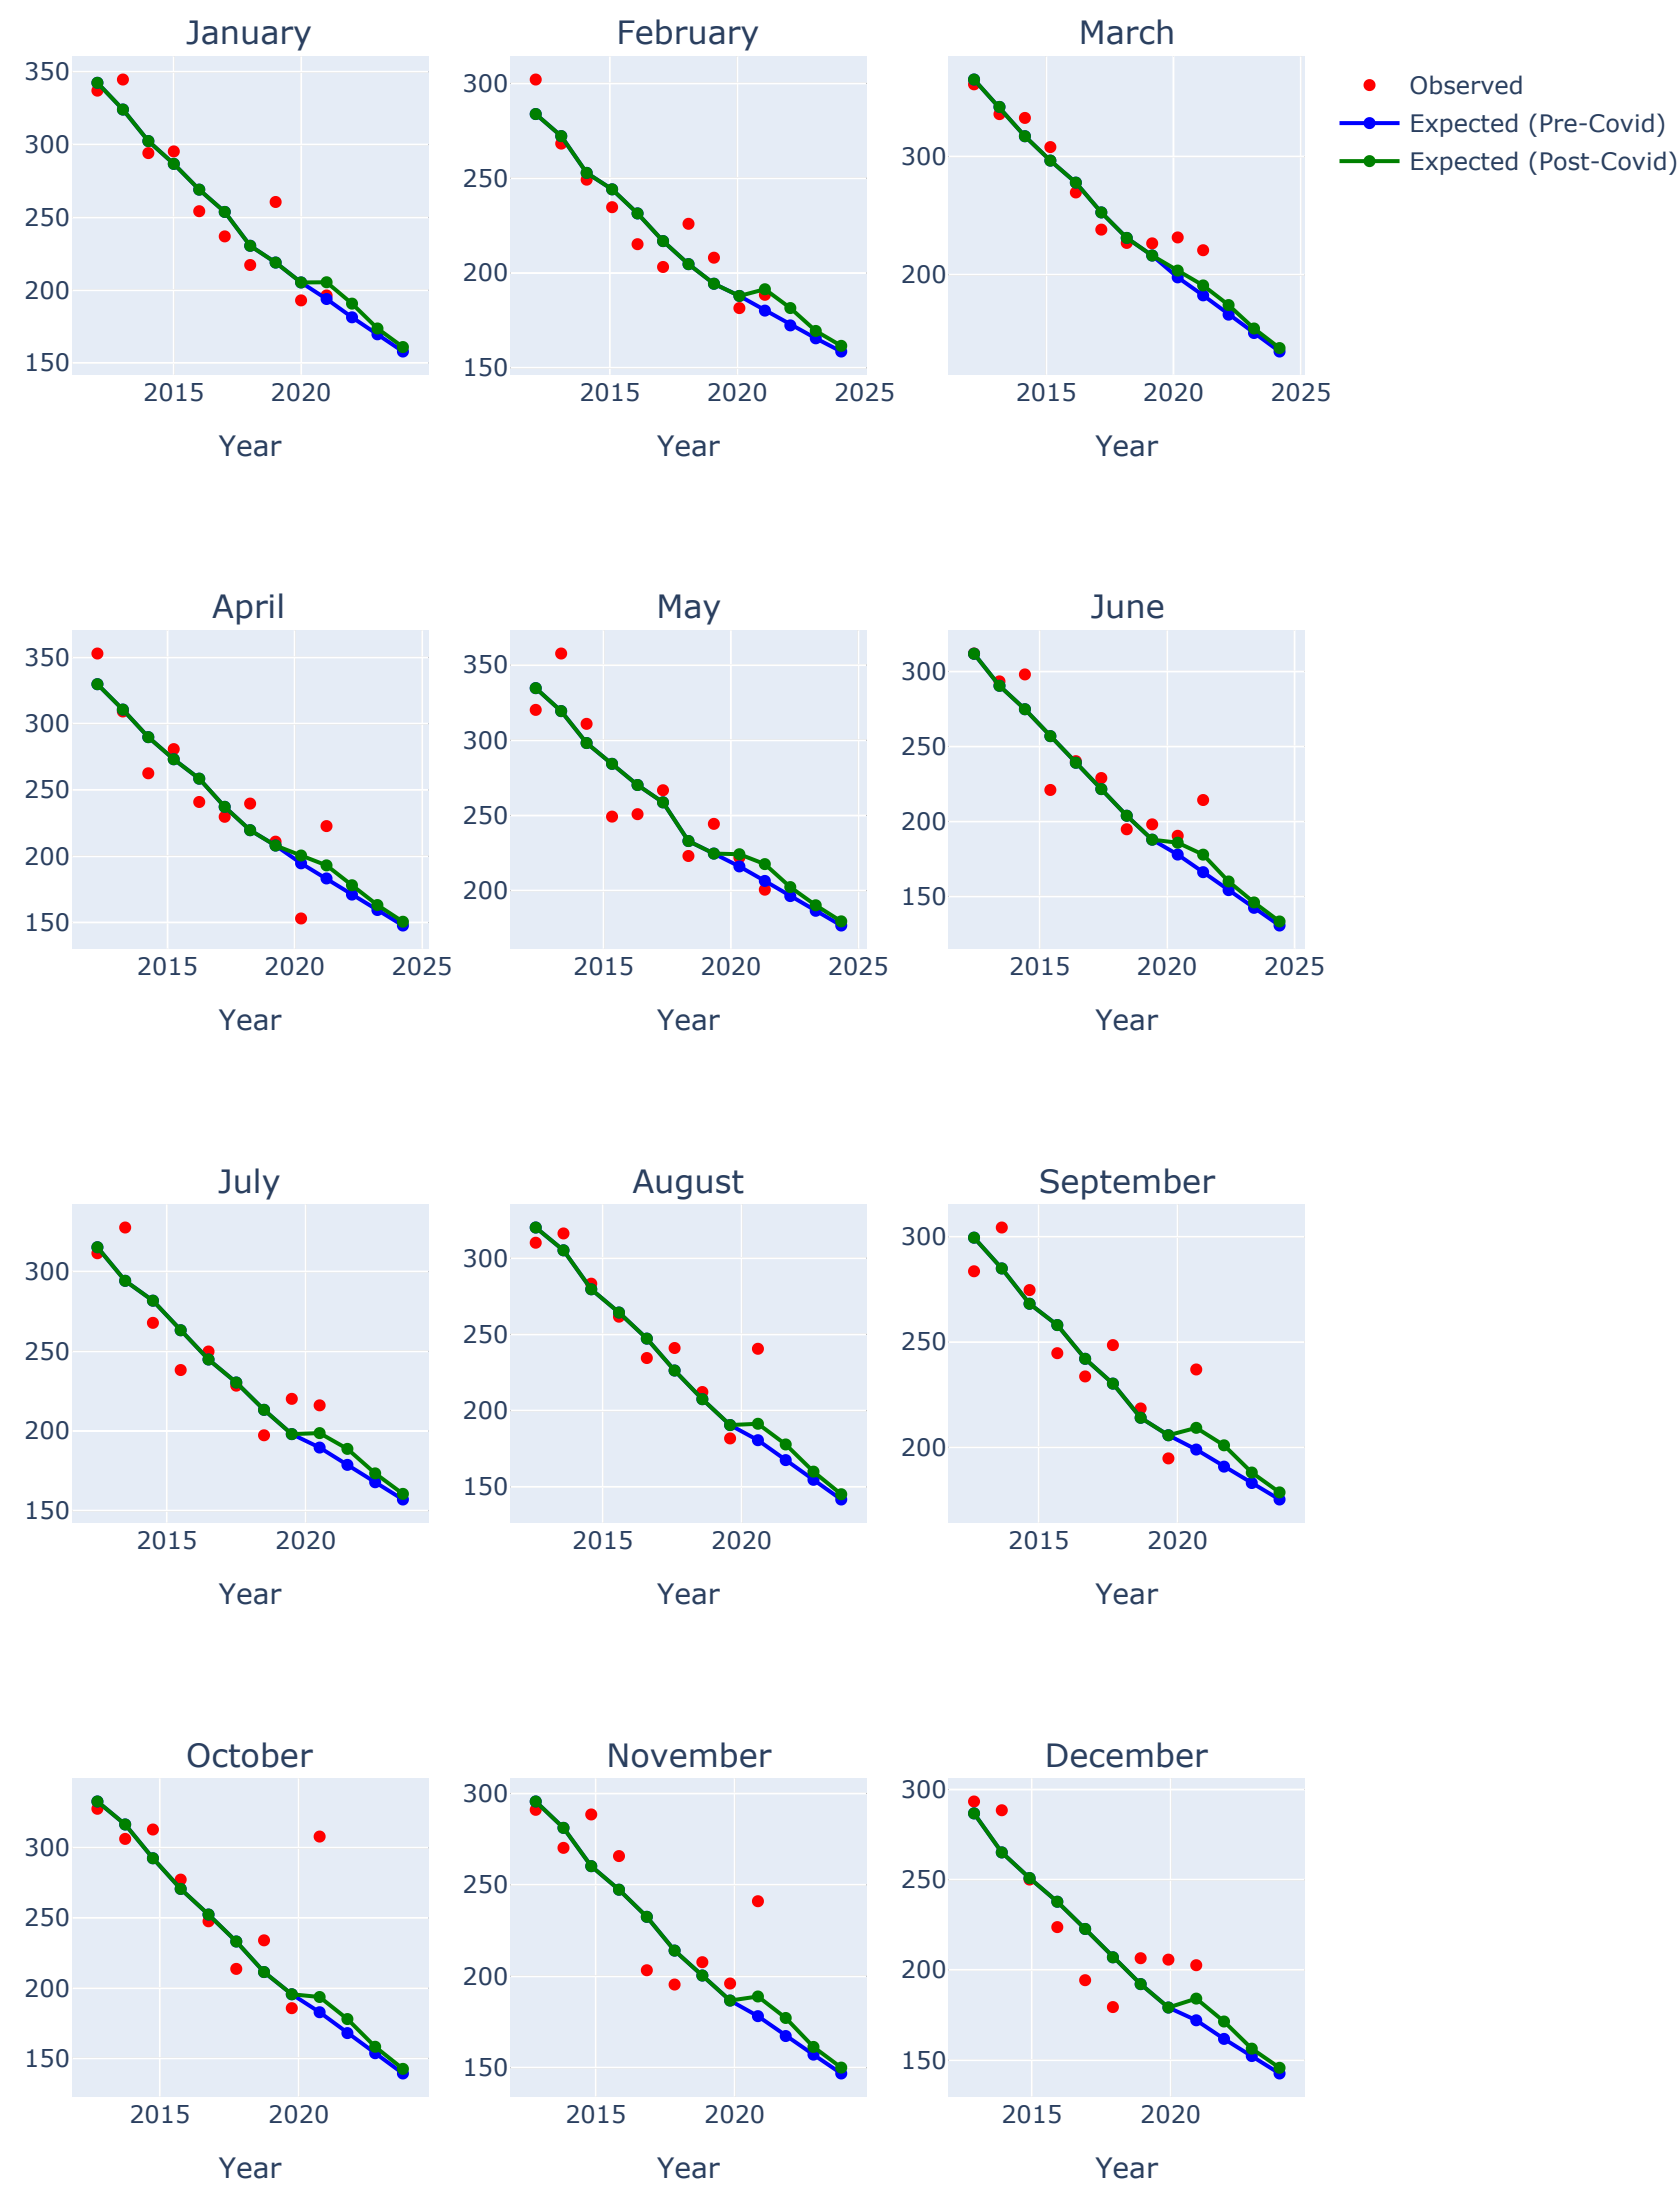 January
February
March
Observed
Expected (Pre-Covid)
Expected (Post-Covid)
350
300
250
200
150
2015
2020
Year
300
250
200
150
2015
2020
2025
Year
300
200
2015
2020
2025
Year
April
May
June
350
300
250
200
150
2015
2020
2025
Year
350
300
250
200
2015
2020
2025
Year
300
250
200
150
2015
2020
2025
Year
July
August
September
300
250
200
150
2015
2020
Year
300
250
200
150
2015
2020
Year
300
250
200
2015
2020
Year
October
November
December
300
250
200
150
2015
2020
Year
300
250
200
150
2015
2020
Year
300
250
200
150
2015
2020
Year